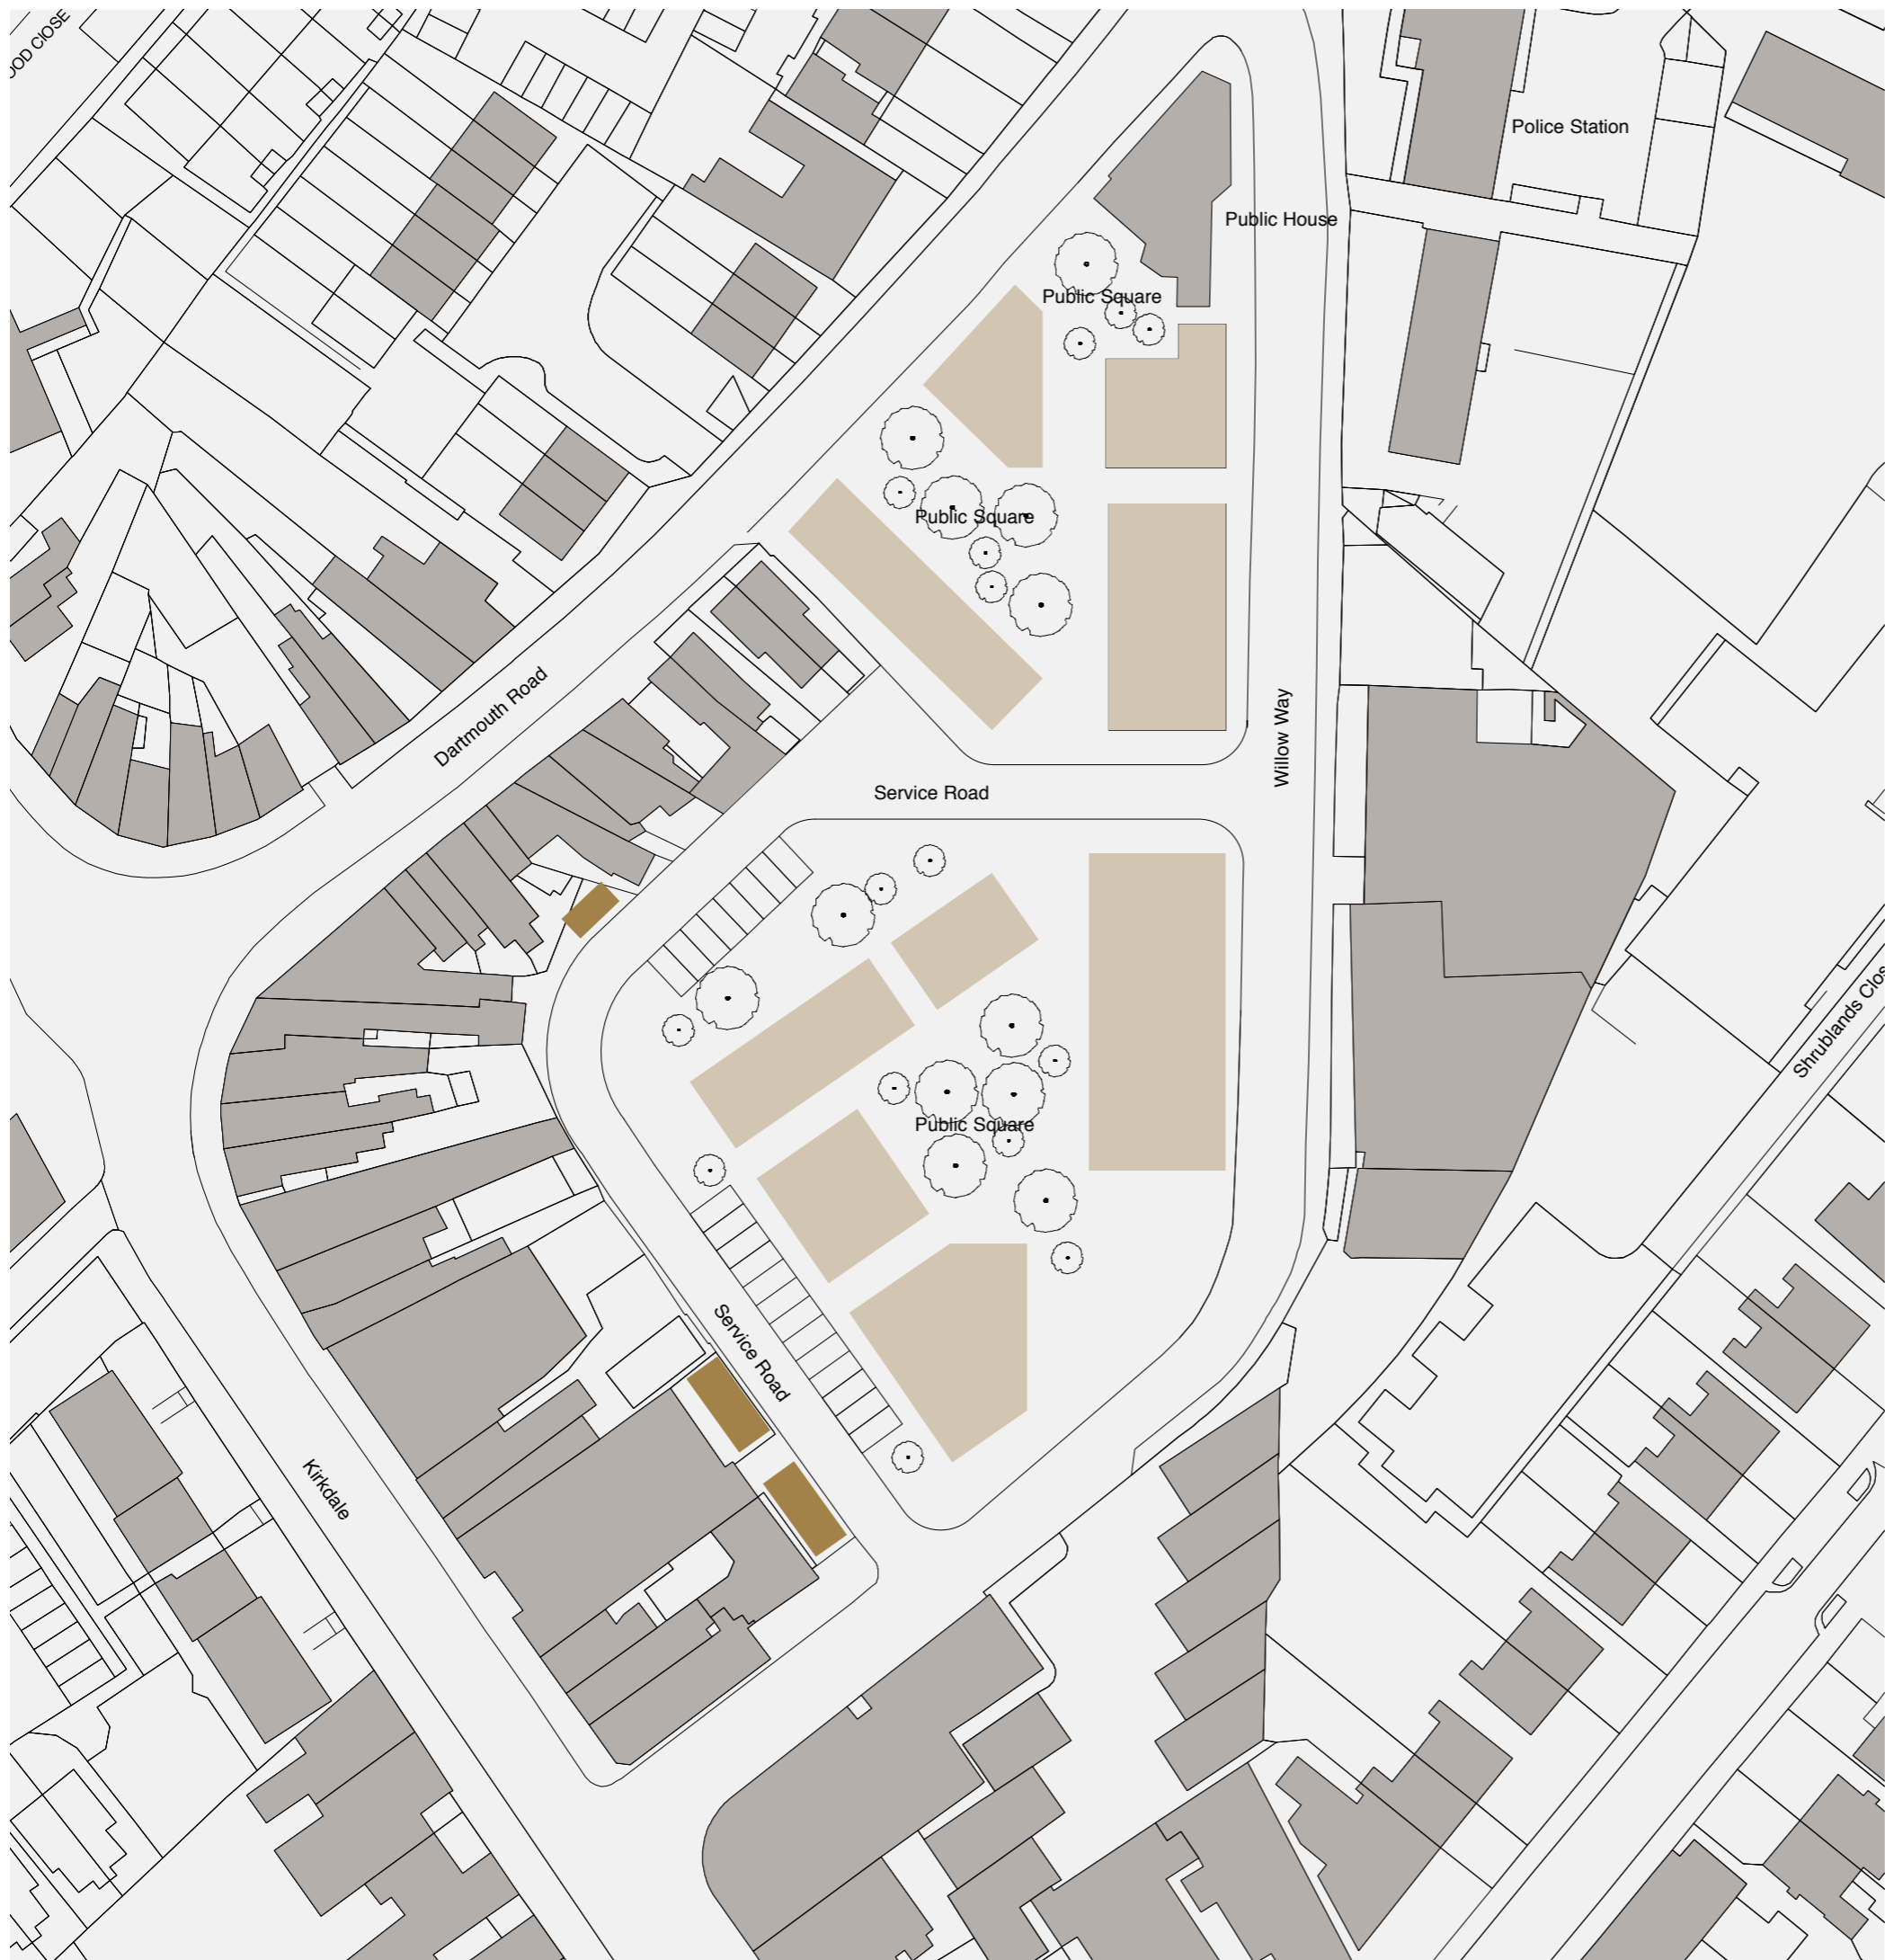 OOD CLOSE
Police Station
Public House
Public Square
Public Square
Dartmouth Road
Willow Way
Service Road
Shrublands Clos
Public Square
Service Road
Kirkdale